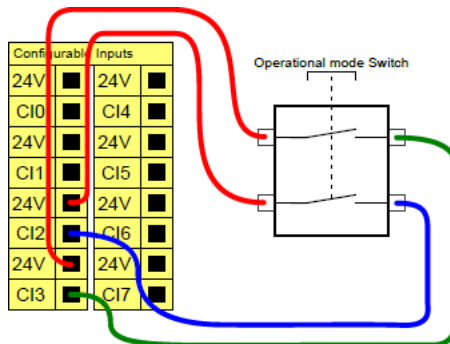 Configurable Inputs
Operational mode Switch
24V 24V
CI0 CI4
24V 24V
CI1 CI5
24V 24V
CI2 CI6
24V 24V
CI3 CI7